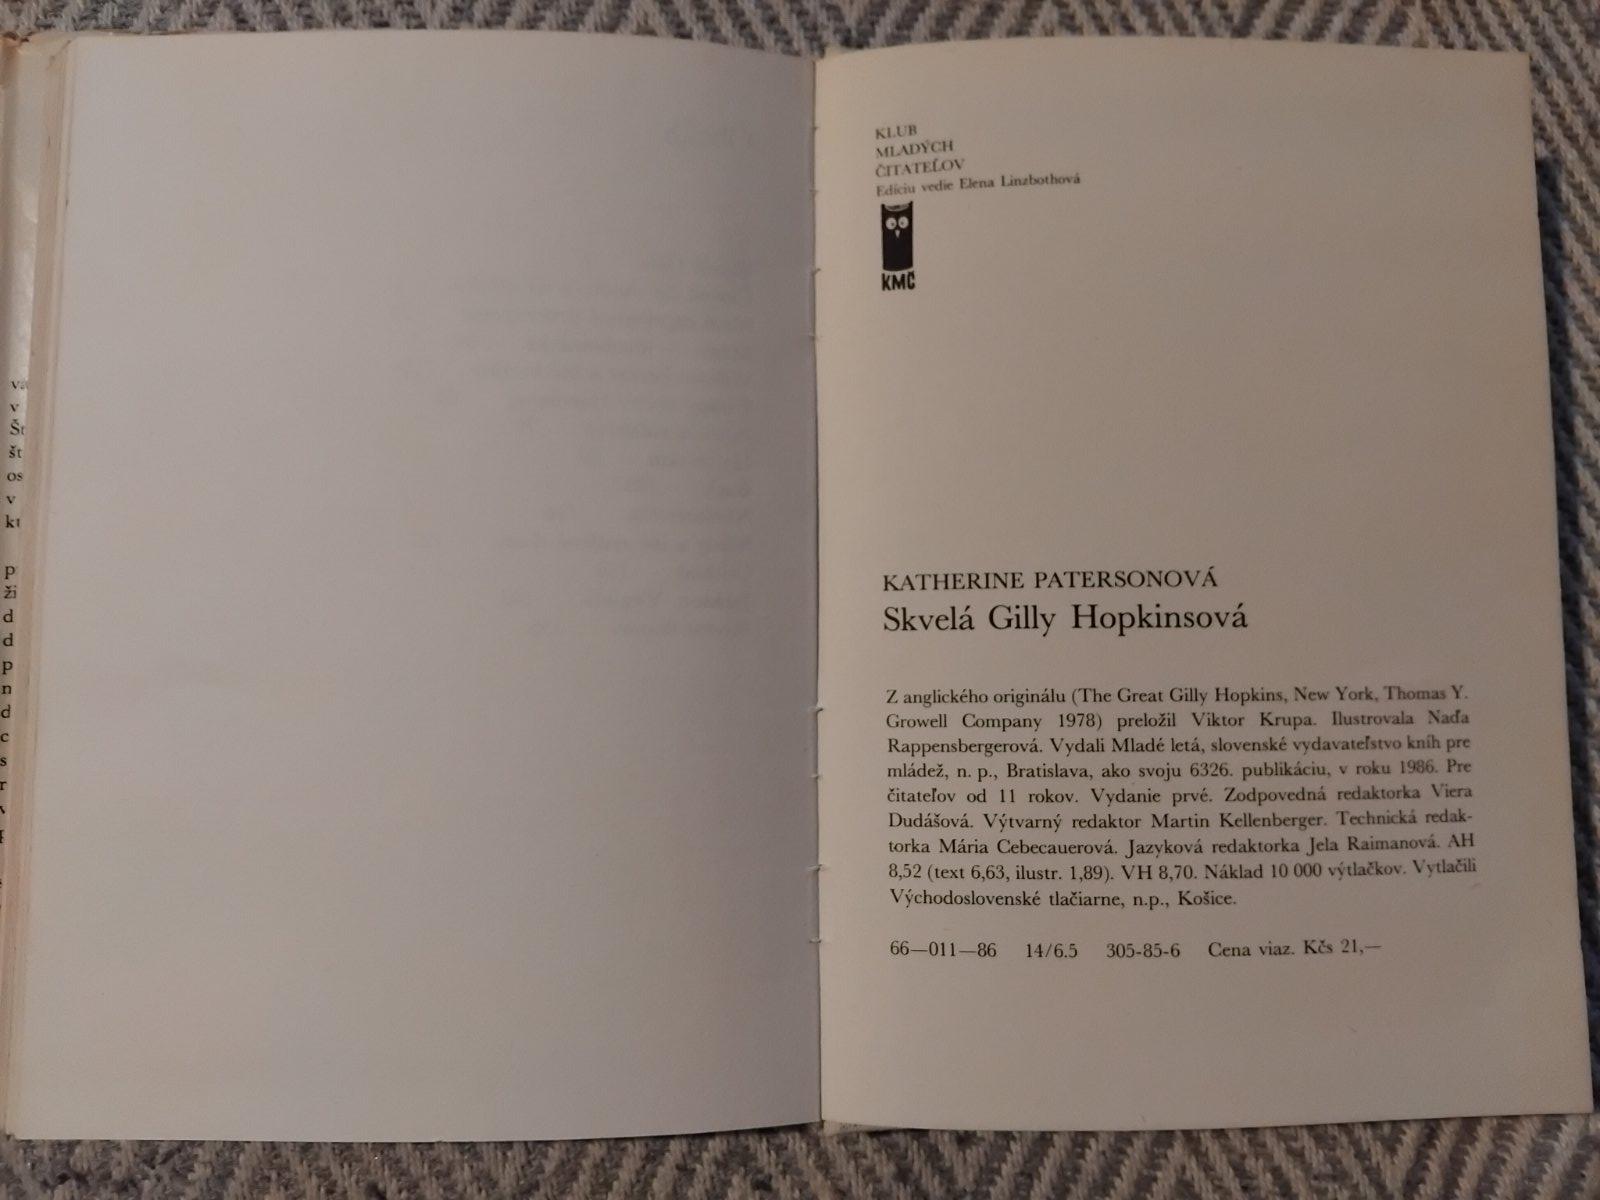 KLUB
MLADÝCH
ČITATEĽOV
Edíciu vedie Elena Linzbothová
KMČ
KATHERINE PATERSONOVÁ
Skvelá Gilly Hopkinsová
Z anglického originálu (The Great Gilly Hopkins, New York, Thomas Y.
Growell Company 1978) preložil Viktor Krupa. Ilustrovala Naďa
Rappensbergerová. Vydali Mladé letá, slovenské vydavateľstvo kníh pre
mládež, n. p., Bratislava, ako svoju 6326. publikáciu, v roku 1986. Pre
čitateľov od 11 rokov. Vydanie prvé. Zodpovedná redaktorka Viera
Dudášová. Výtvarný redaktor Martin Kellenberger. Technická redak-
torka Mária Cebecauerová. Jazyková redaktorka Jela Raimanová. AH
8,52 (text 6,63, ilustr. 1,89). VH 8,70. Náklad 10 000 výtlačkov. Vytlačili
Východoslovenské tlačiarne, n.p., Košice.
66—011—86 14/6.5 305-85-6 Cena viaz. Kčs 21,—